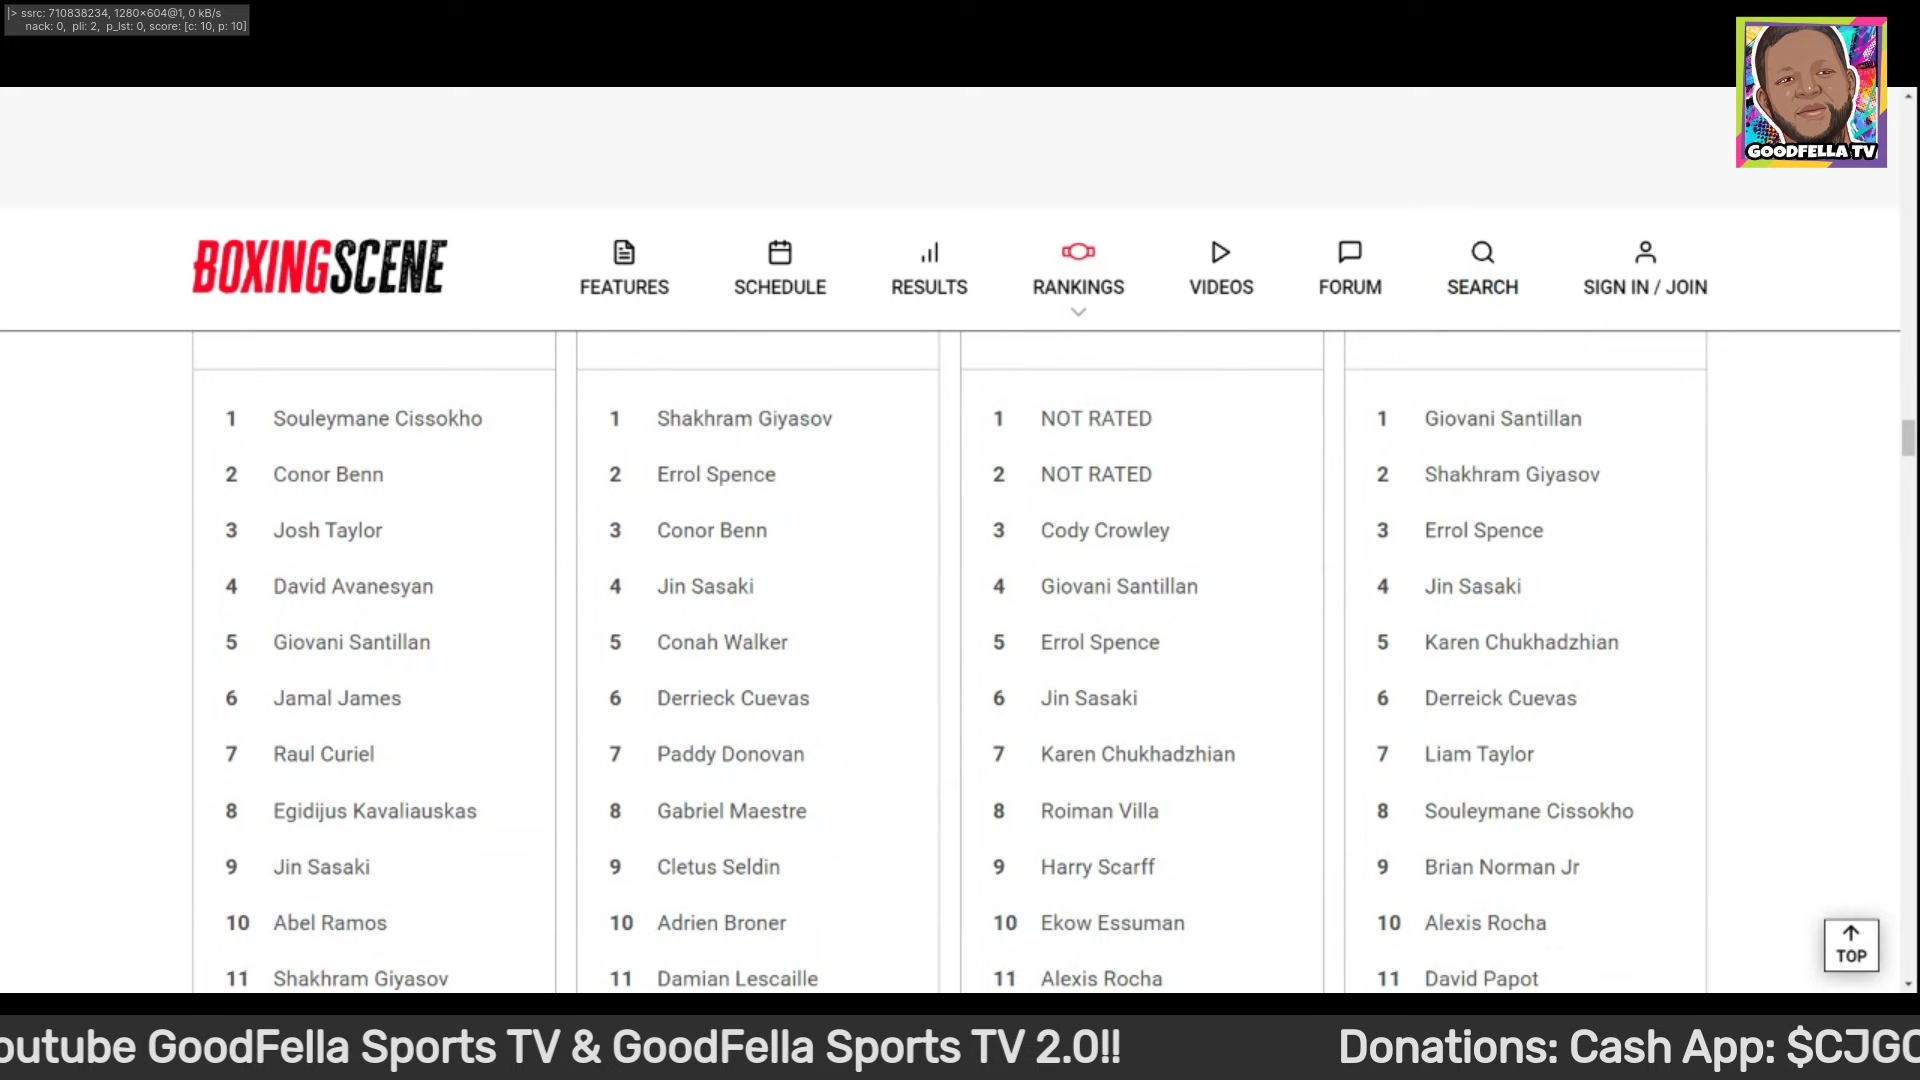 |> ssrc: 710838234, 1280×604@1, 0 kB/s
nack: 0, pli: 2, p_lst: 0, score: [c: 10, p: 10]
GOODFELLA TV
BOXINGSCENE
FEATURES
SCHEDULE
RESULTS
RANKINGS
VIDEOS
FORUM
SEARCH
SIGN IN / JOIN
1 Souleymane Cissokho
2 Conor Benn
3 Josh Taylor
4 David Avanesyan
5 Giovani Santillan
6 Jamal James
7 Raul Curiel
8 Egidijus Kavaliauskas
9 Jin Sasaki
10 Abel Ramos
11 Shakhram Giyasov
1 Shakhram Giyasov
2 Errol Spence
3 Conor Benn
4 Jin Sasaki
5 Conah Walker
6 Derrieck Cuevas
7 Paddy Donovan
8 Gabriel Maestre
9 Cletus Seldin
10 Adrien Broner
11 Damian Lescaille
1 NOT RATED
2 NOT RATED
3 Cody Crowley
4 Giovani Santillan
5 Errol Spence
6 Jin Sasaki
7 Karen Chukhadzhian
8 Roiman Villa
9 Harry Scarff
10 Ekow Essuman
11 Alexis Rocha
1 Giovani Santillan
2 Shakhram Giyasov
3 Errol Spence
4 Jin Sasaki
5 Karen Chukhadzhian
6 Derreick Cuevas
7 Liam Taylor
8 Souleymane Cissokho
9 Brian Norman Jr
10 Alexis Rocha
11 David Papot
TOP
outube GoodFella Sports TV & GoodFella Sports TV 2.0!! Donations: Cash App: $CJGO